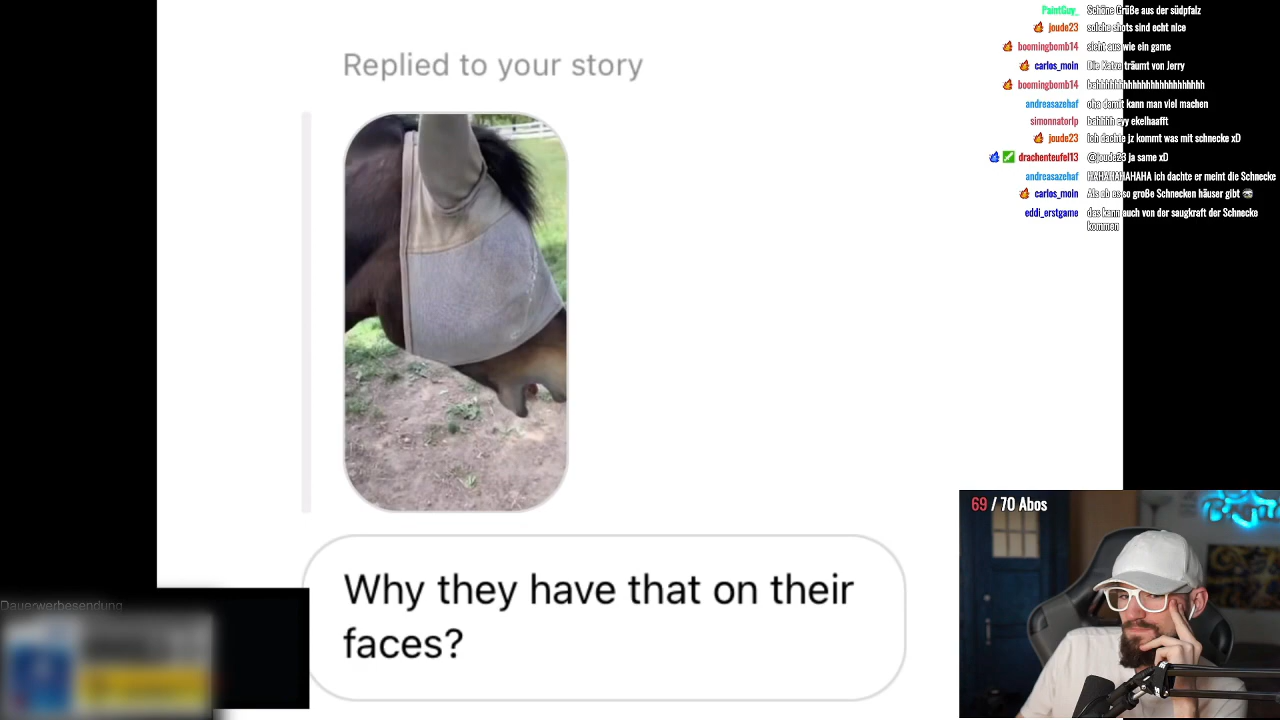 Replied to your story
Why they have that on their
faces?
PaintGuy_ Schöne Grüße aus der südpfalz
joude23 solche shots sind echt nice
boomingbomb14 sieht aus wie ein game
carlos_moin Die Katze träumt von Jerry
andreasazehaf oha damit kann man viel machen
simonnatorlp bahhhh eyy ekelhaafft
joude23 Ich dachte jz kommt was mit schnecke xD
drachenteufel13 @joude23 ja same xD
andreasazehaf HAHAHAHAHAHA ich dachte er meint die Schnecke
carlos_moin Als ob es so große Schnecken häuser gibt
eddi_erstgame das kann auch von der saugkraft der Schnecke
kommen
69 / 70 Abos
Dauerwerbesendung